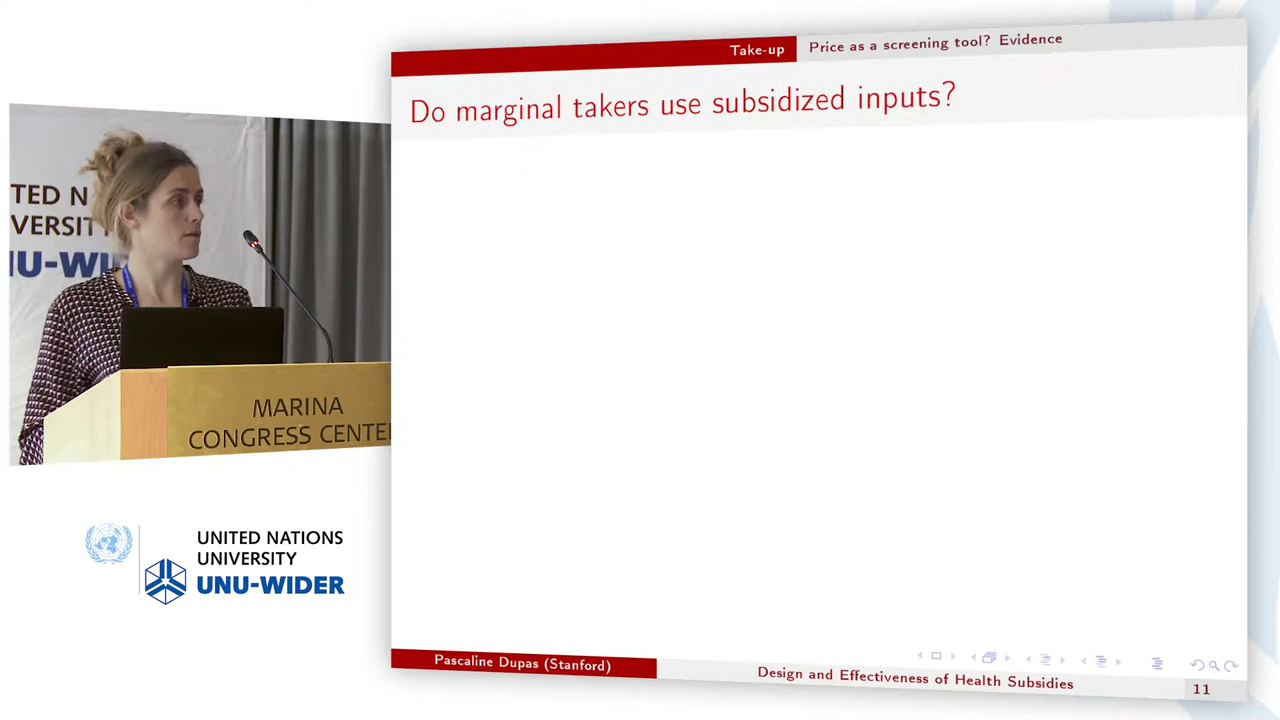 Take-up
Price as a screening tool? Evidence
Do marginal takers use subsidized inputs?
TED N
VERSIT
U-WI
MARINA
CONGRESS CENTE
UNITED NATIONS
UNIVERSITY
UNU-WIDER
Pascaline Dupas (Stanford)
Design and Effectiveness of Health Subsidies
11